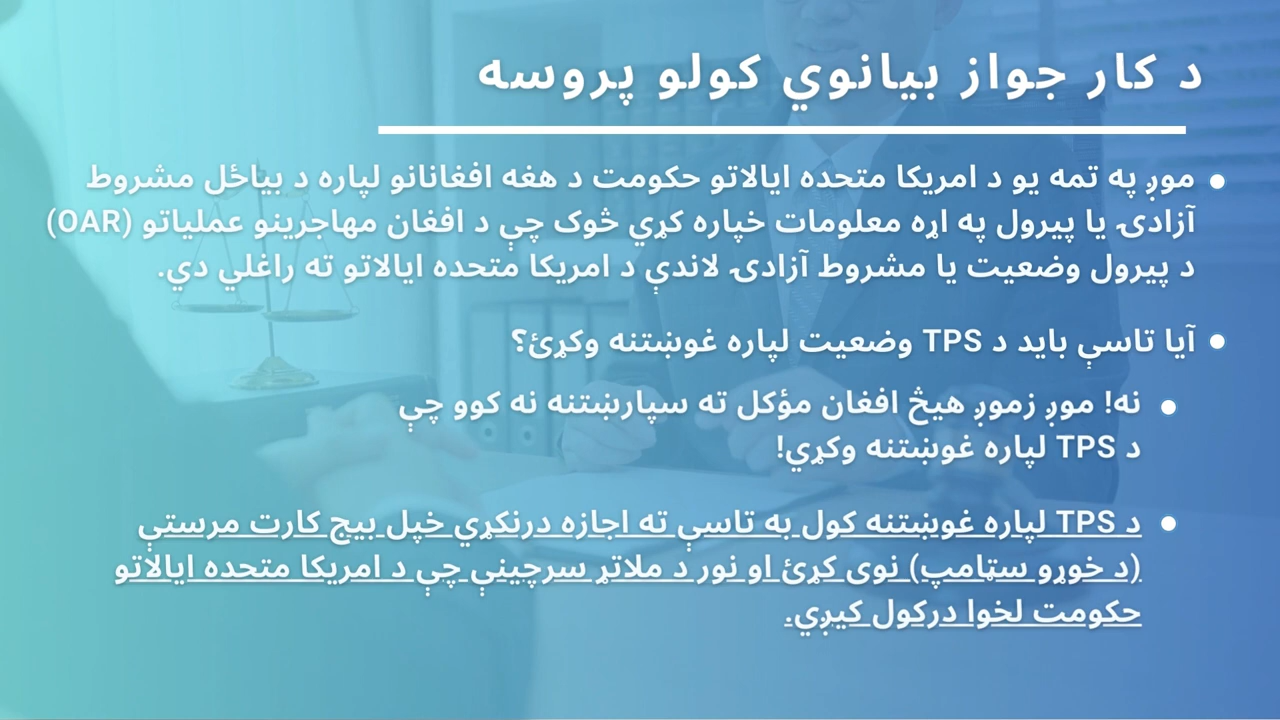 د کار جواز بیانوي کولو پروسه
موږ په تمه یو د امریکا متحده ایالاتو حکومت د هغه افغانانو لپاره د بیاځل مشروط
آزادۍ یا پیرول په اړه معلومات خپاره کړي څوک چې د افغان مهاجرینو عملیاتو (OAR)
د پیرول وضعیت یا مشروط آزادۍ لاندې د امریکا متحده ایالاتو ته راغلي دي.
آیا تاسې باید د TPS وضعیت لپاره غوښتنه وکړئ؟
نه! موږ زموږ هیڅ افغان مؤکل ته سپارښتنه نه کوو چې
د TPS لپاره غوښتنه وکړي!
د TPS لپاره غوښتنه کول به تاسې ته اجازه درنکړي خپل بیج کارت مرستې
(د خوړو سټامپ) نوی کړئ او نور د ملاتړ سرچینې چې د امریکا متحده ایالاتو
حکومت لخوا درکول کیږي.